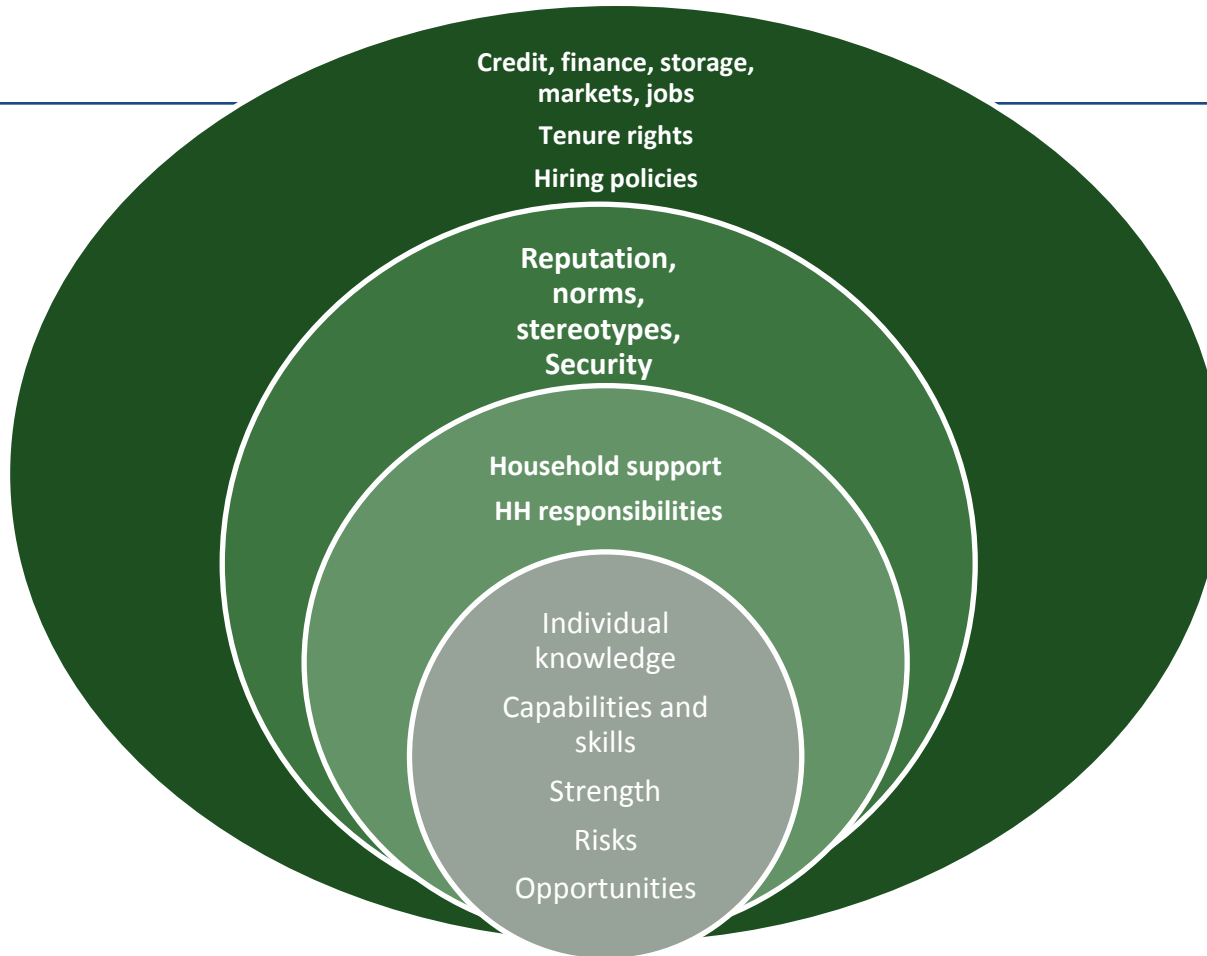 Credit, finance, storage,
markets, jobs
Tenure rights
Hiring policies
Reputation,
norms,
stereotypes,
Security
Household support
HH responsibilities
Individual
knowledge
Capabilities and
skills
Strength
Risks
Opportunities